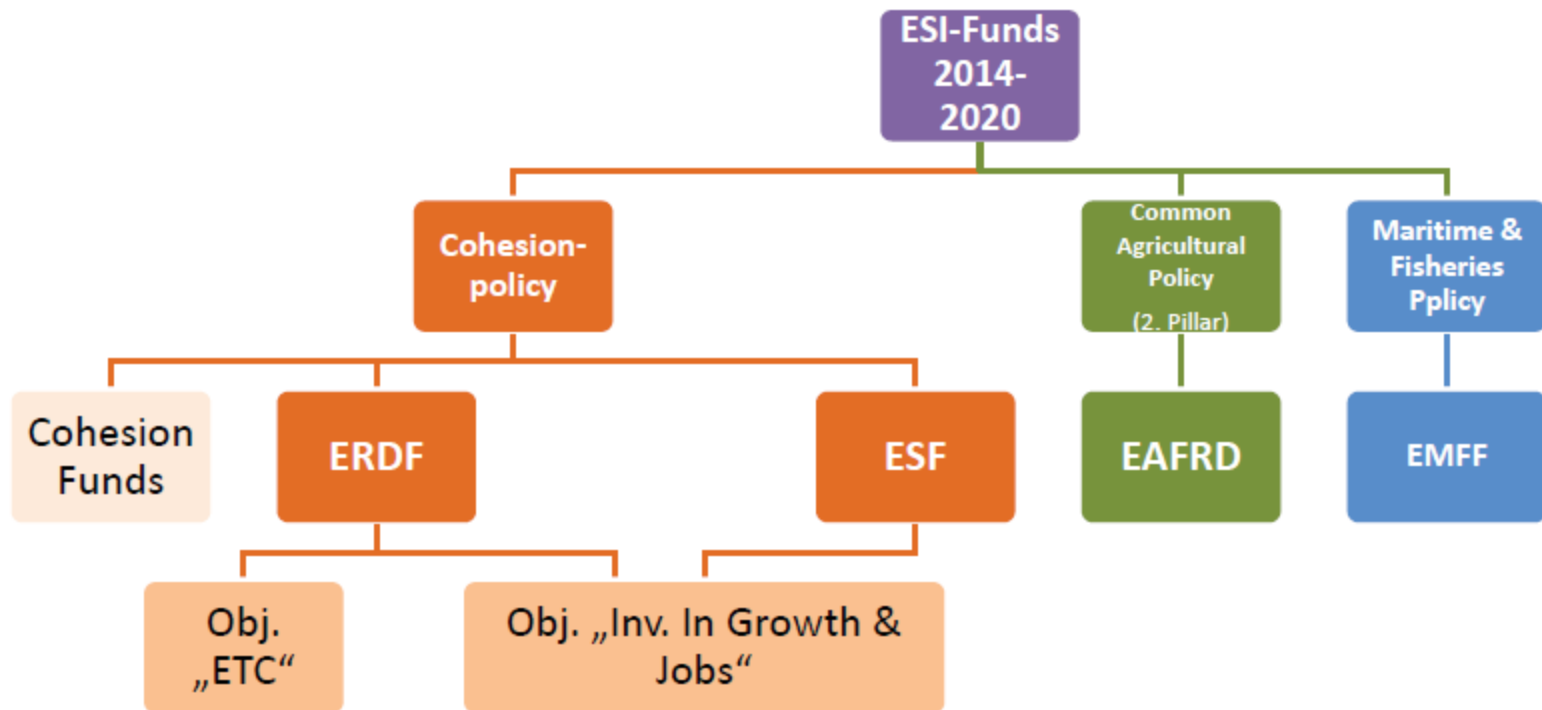 ESI-Funds
2014-
2020
Cohesion-
policy
Common
Agricultural
Policy
(2. Pillar)
Maritime &
Fisheries
Pplicy
Cohesion
Funds
ERDF
ESF
EAFRD
EMFF
Obj.
„ETC“
Obj. „Inv. In Growth &
Jobs“